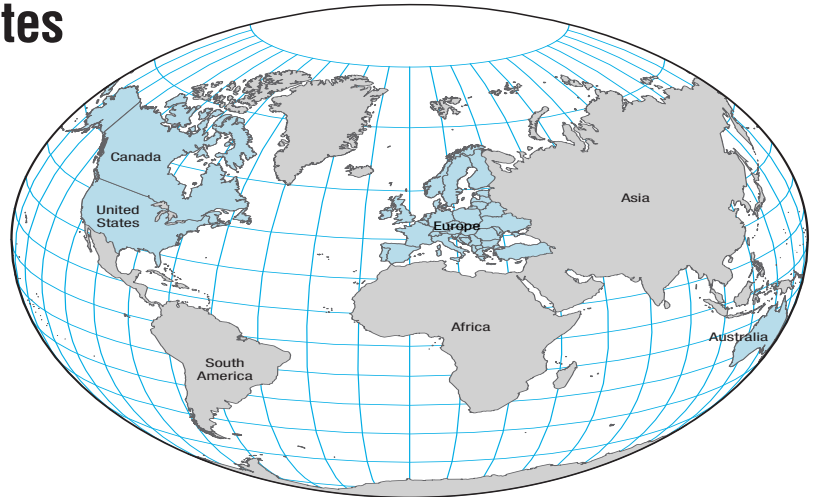 tes
Canada
United
States
Europe
Asia
Africa
South
America
Australia